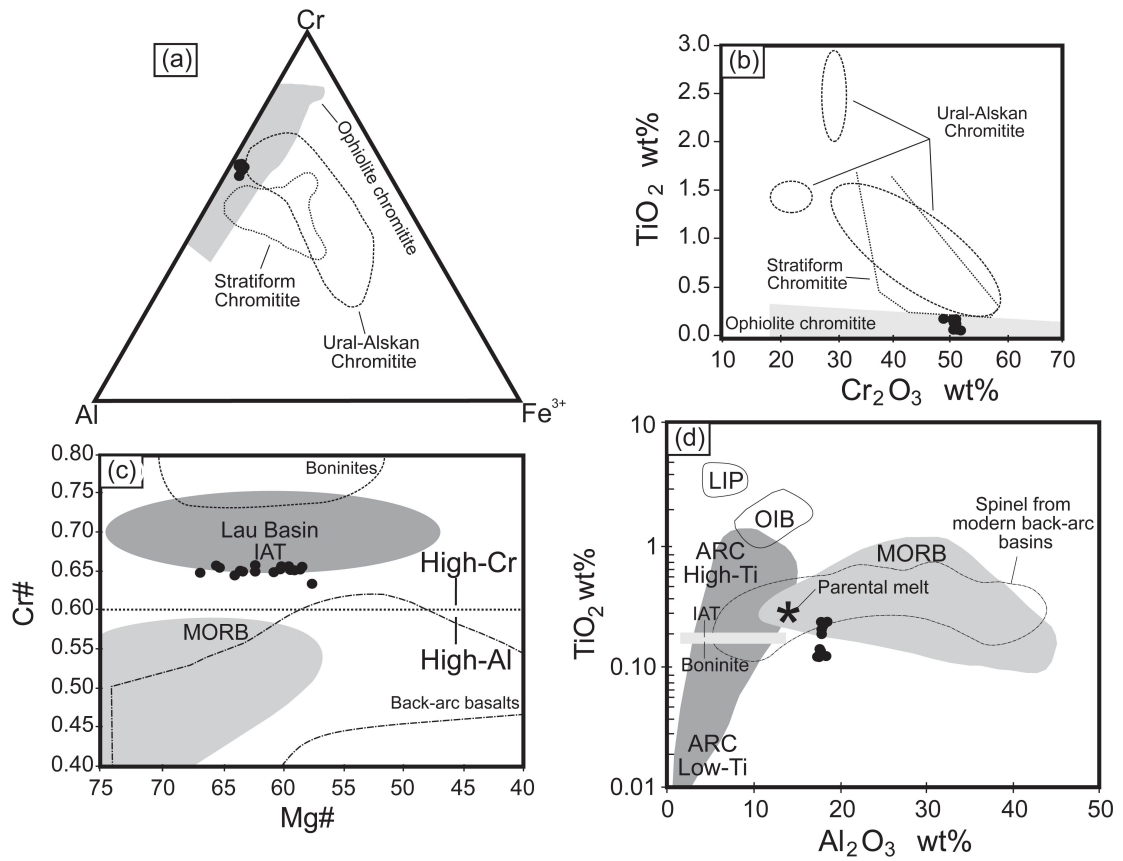 Cr
(a)
Ophiolite chromitite
Stratiform
Chromitite
Ural-Alskan
Chromitite
Al
Fe³⁺
(b)
TiO₂ wt%
3.0
2.5
2.0
1.5
1.0
0.5
0.0
Ural-Alskan
Chromitite
Stratiform
Chromitite
Ophiolite chromitite
10 20 30 40 50 60 70
Cr₂O₃ wt%
(c)
Cr#
0.80
0.75
0.70
0.65
0.60
0.55
0.50
0.45
0.40
Boninites
Lau Basin
IAT
High-Cr
MORB
High-Al
Back-arc basalts
75 70 65 60 55 50 45 40
Mg#
(d)
TiO₂ wt%
10
1
0.10
0.01
LIP
OIB
Spinel from
modern back-arc
basins
ARC
High-Ti
MORB
Parental melt
IAT
Boninite
ARC
Low-Ti
0 10 20 30 40 50
Al₂O₃ wt%